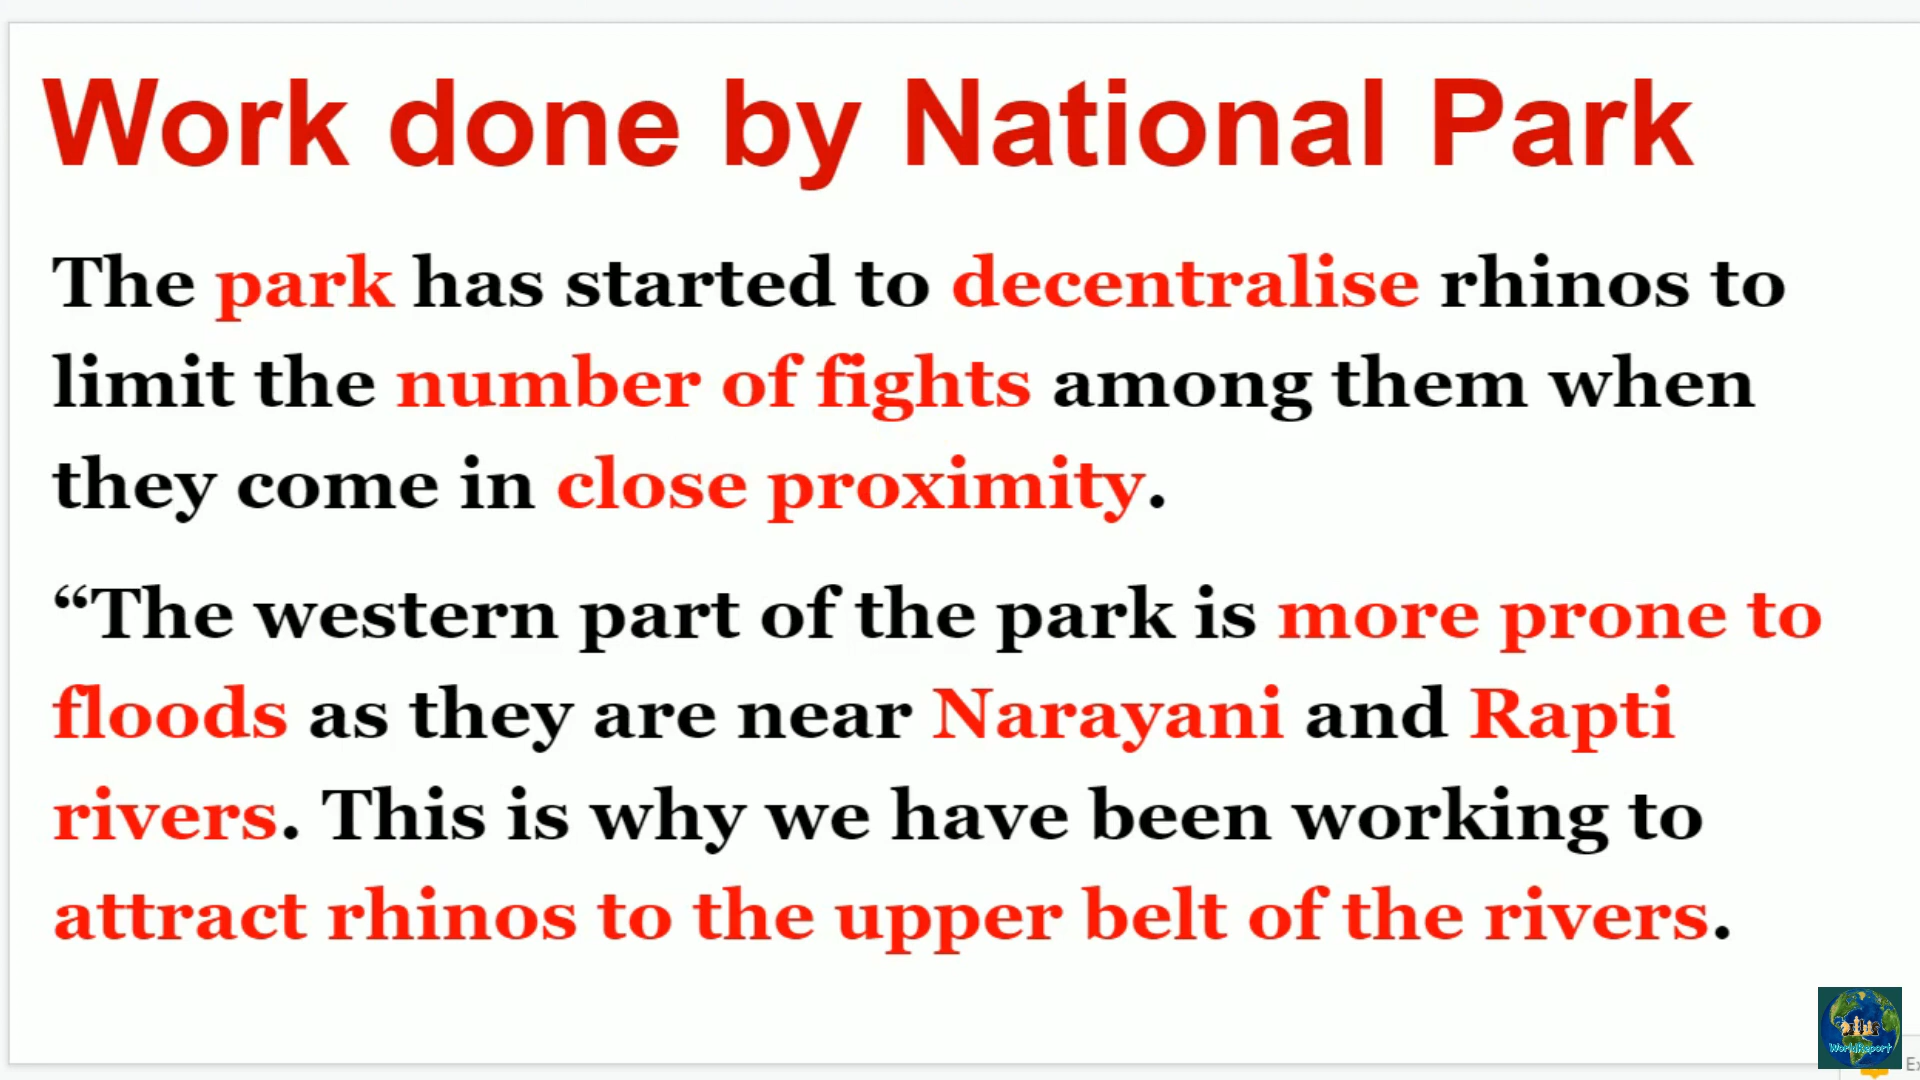 Work done by National Park
The park has started to decentralise rhinos to
limit the number of fights among them when
they come in close proximity.
“The western part of the park is more prone to
floods as they are near Narayani and Rapti
rivers. This is why we have been working to
attract rhinos to the upper belt of the rivers.
WorldReport